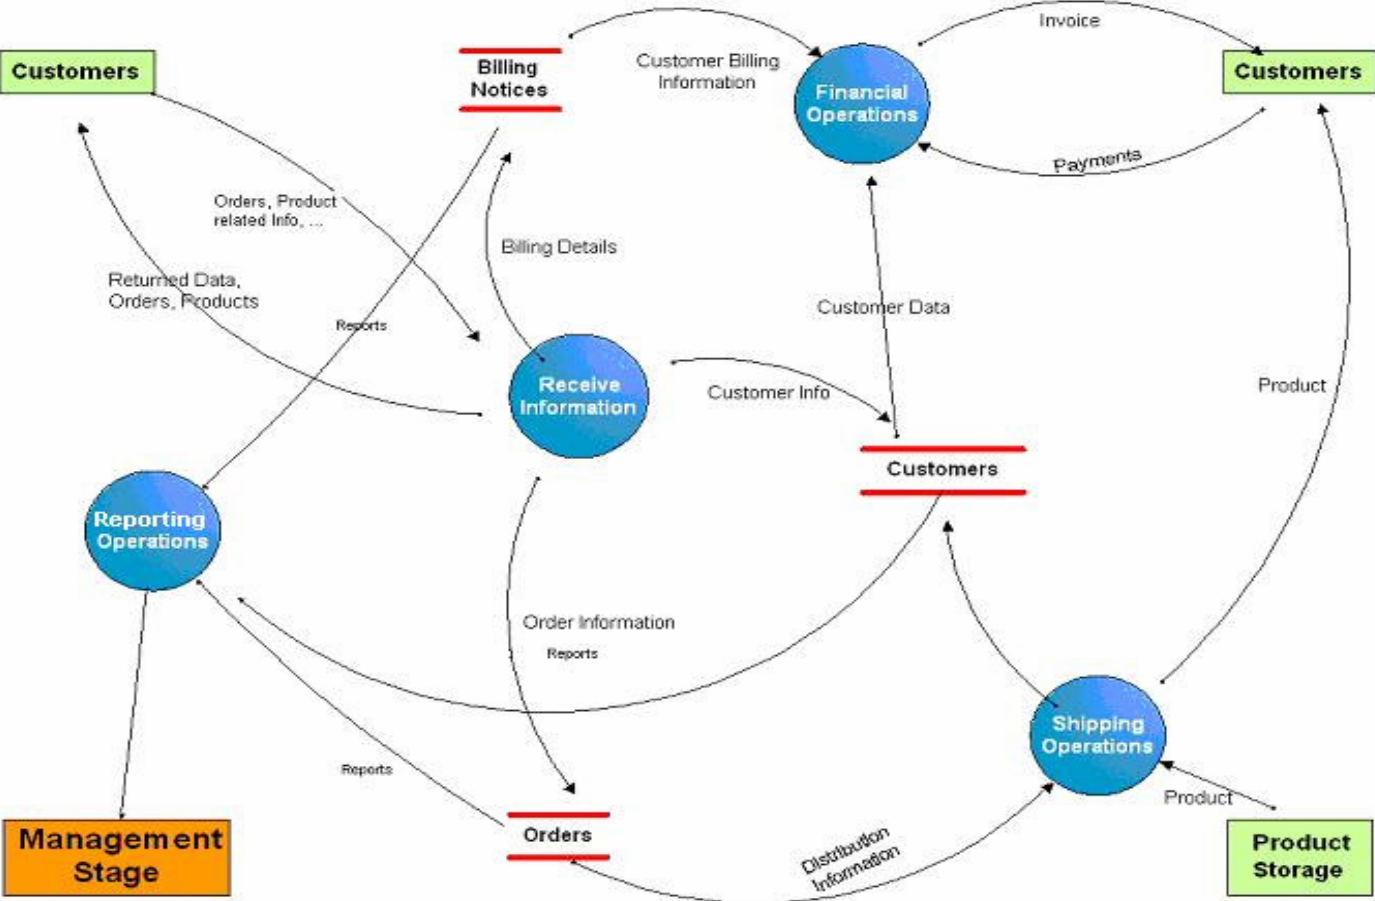 Invoice
Customers
Billing
Notices
Customer Billing
Information
Financial
Operations
Customers
Payments
Orders, Product
related Info, ...
Billing Details
Returned Data,
Orders, Products
Reports
Customer Data
Receive
Information
Customer Info
Product
Customers
Reporting
Operations
Order Information
Reports
Shipping
Operations
Reports
Product
Management
Stage
Orders
Distribution
Information
Product
Storage